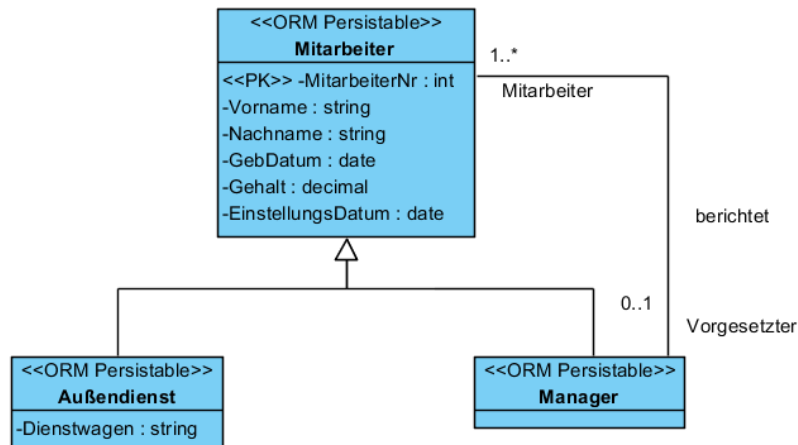 <<ORM Persistable>>
Mitarbeiter
<<PK>> -MitarbeiterNr : int
-Vorname : string
-Nachname : string
-GebDatum : date
-Gehalt : decimal
-EinstellungsDatum : date
1..*
Mitarbeiter
berichtet
0..1
Vorgesetzter
<<ORM Persistable>>
Außendienst
-Dienstwagen : string
<<ORM Persistable>>
Manager